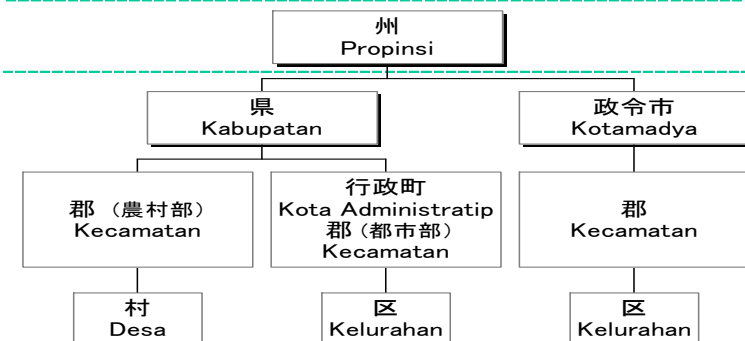 州
Propinsi
県
Kabupatan
政令市
Kotamadya
郡 （農村部）
Kecamatan
行政町
Kota Administratip
郡（都市部）
Kecamatan
郡
Kecamatan
村
Desa
区
Kelurahan
区
Kelurahan